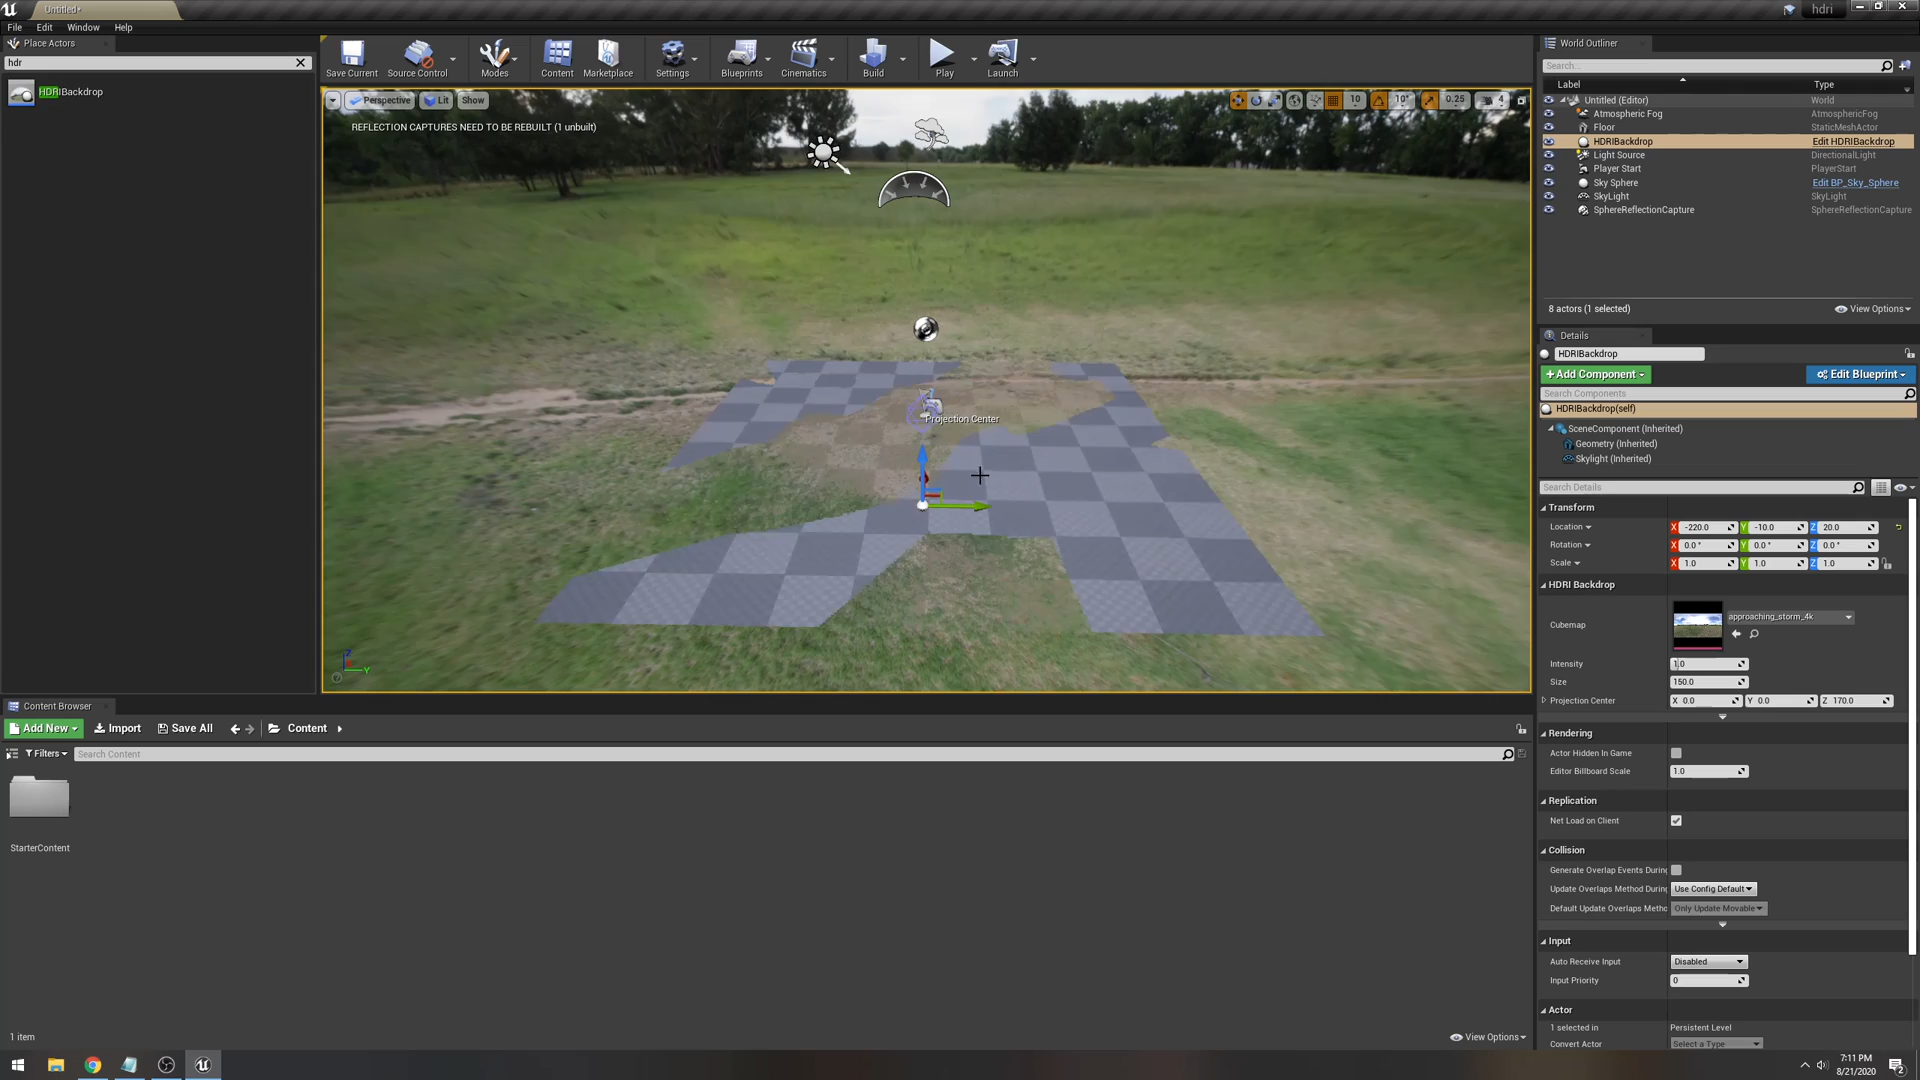 Untitled*
hdri
File Edit Window Help
Place Actors
hdr
HDRIBackdrop
Save Current
Source Control
Modes
Content
Marketplace
Settings
Blueprints
Cinematics
Build
Play
Launch
Perspective
Lit
Show
10
10°
0.25
4
REFLECTION CAPTURES NEED TO BE REBUILT (1 unbuilt)
Projection Center
Z
Y
World Outliner
Search...
Label Type
Untitled (Editor) World
Atmospheric Fog AtmosphericFog
Floor StaticMeshActor
HDRIBackdrop Edit HDRIBackdrop
Light Source DirectionalLight
Player Start PlayerStart
Sky Sphere Edit BP_Sky_Sphere
SkyLight SkyLight
SphereReflectionCapture SphereReflectionCapture
8 actors (1 selected) View Options
Details
HDRIBackdrop
+Add Component Edit Blueprint
Search Components
HDRIBackdrop(self)
SceneComponent (Inherited)
Geometry (Inherited)
Skylight (Inherited)
Search Details
Transform
Location X -220.0 Y -10.0 Z 20.0
Rotation X 0.0 ° Y 0.0 ° Z 0.0 °
Scale X 1.0 Y 1.0 Z 1.0
HDRI Backdrop
Cubemap approaching_storm_4k
Intensity 1.0
Size 150.0
Projection Center X 0.0 Y 0.0 Z 170.0
Rendering
Actor Hidden In Game
Editor Billboard Scale 1.0
Replication
Net Load on Client
Collision
Generate Overlap Events During
Update Overlaps Method During Use Config Default
Default Update Overlaps Metho Only Update Movable
Input
Auto Receive Input Disabled
Input Priority 0
Actor
1 selected in Persistent Level
Convert Actor Select a Type
Content Browser
Add New Import Save All Content
Filters Search Content
StarterContent
1 item View Options
7:11 PM
8/21/2020
2